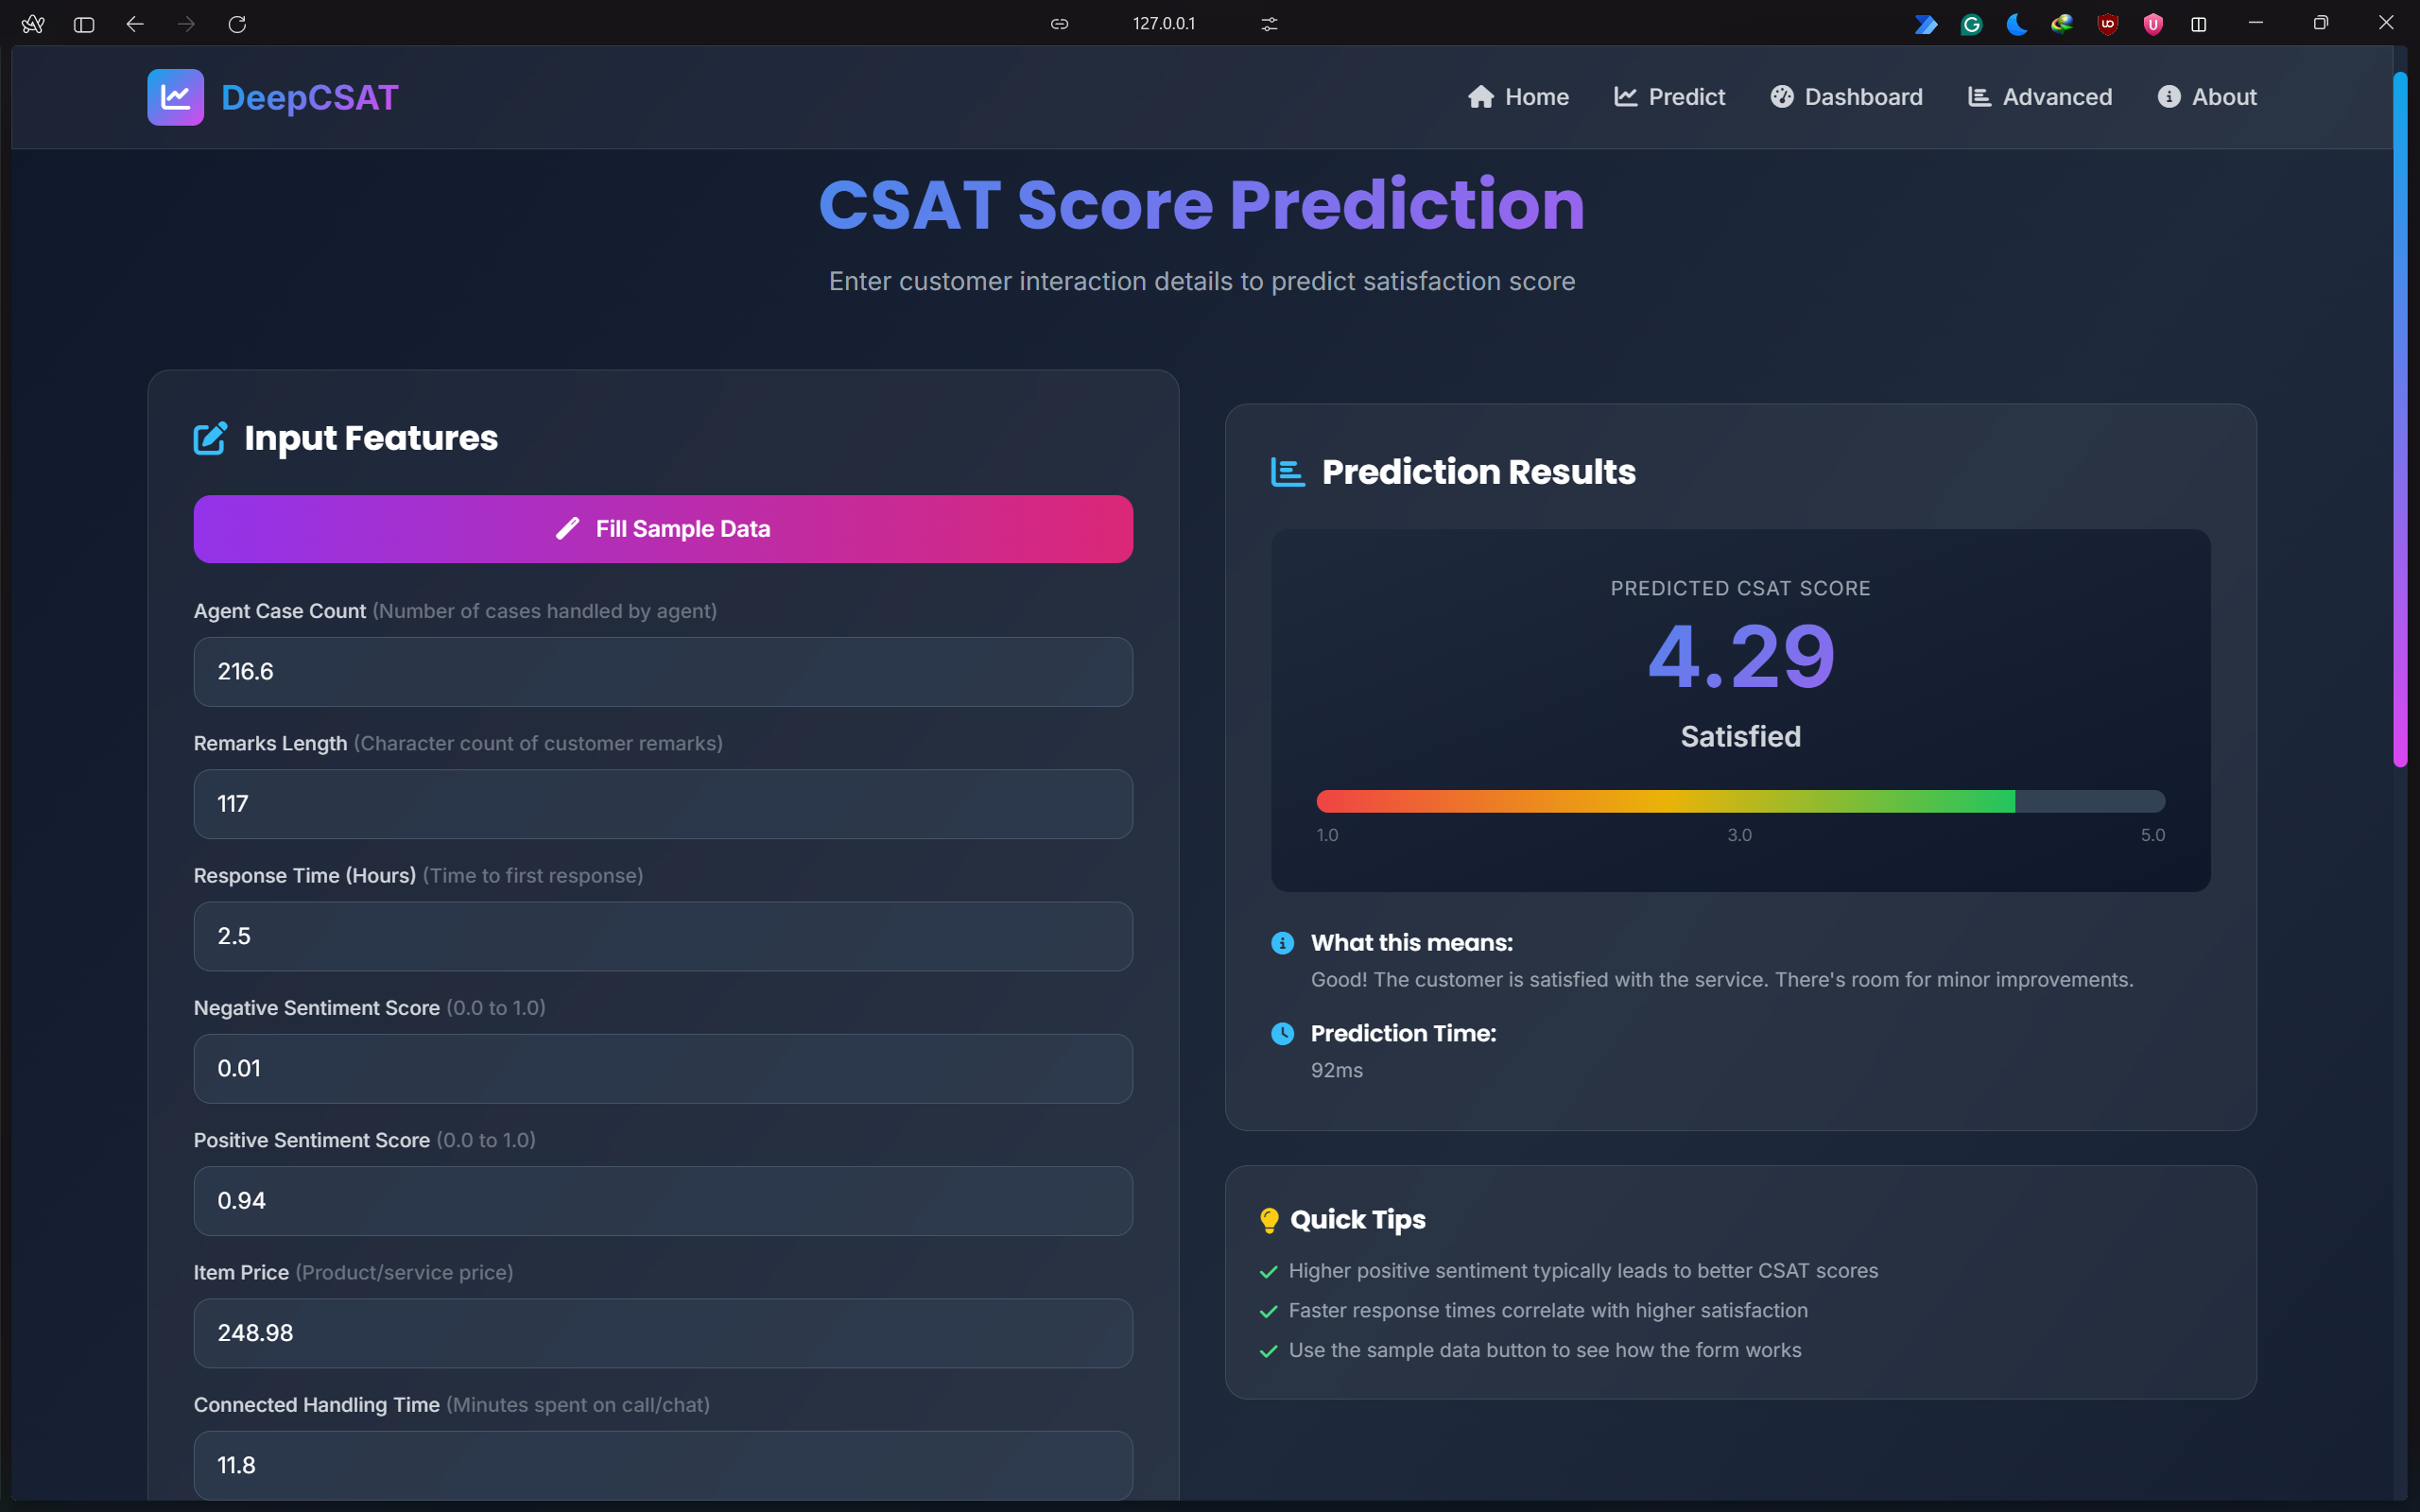 127.0.0.1
DeepCSAT
Home
Predict
Dashboard
Advanced
About
CSAT Score Prediction
Enter customer interaction details to predict satisfaction score
Input Features
Fill Sample Data
Agent Case Count (Number of cases handled by agent)
216.6
Remarks Length (Character count of customer remarks)
117
Response Time (Hours) (Time to first response)
2.5
Negative Sentiment Score (0.0 to 1.0)
0.01
Positive Sentiment Score (0.0 to 1.0)
0.94
Item Price (Product/service price)
248.98
Connected Handling Time (Minutes spent on call/chat)
11.8
Prediction Results
PREDICTED CSAT SCORE
4.29
Satisfied
1.0
3.0
5.0
What this means:
Good! The customer is satisfied with the service. There's room for minor improvements.
Prediction Time:
92ms
Quick Tips
Higher positive sentiment typically leads to better CSAT scores
Faster response times correlate with higher satisfaction
Use the sample data button to see how the form works